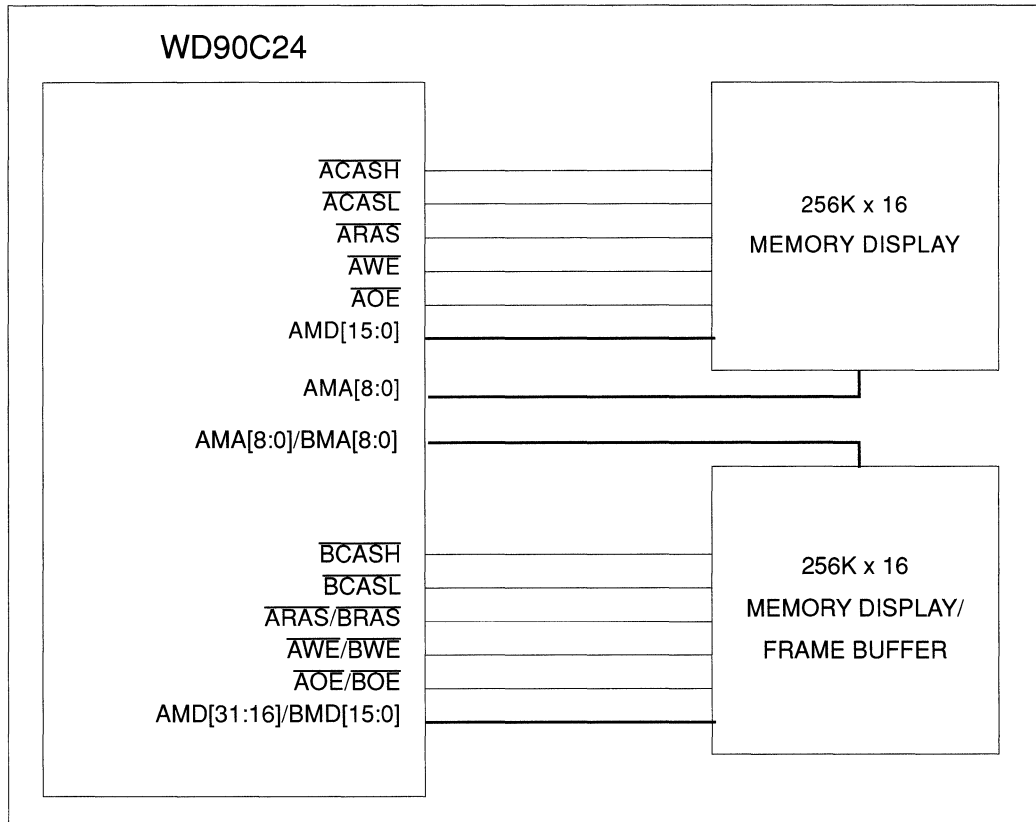 WD90C24
ACASH
ACASL
ARAS
AWE
AOE
AMD[15:0]
AMA[8:0]
256K x 16
MEMORY DISPLAY
AMA[8:0]/BMA[8:0]
BCASH
BCASL
ARAS/BRAS
AWE/BWE
AOE/BOE
AMD[31:16]/BMD[15:0]
256K x 16
MEMORY DISPLAY/
FRAME BUFFER